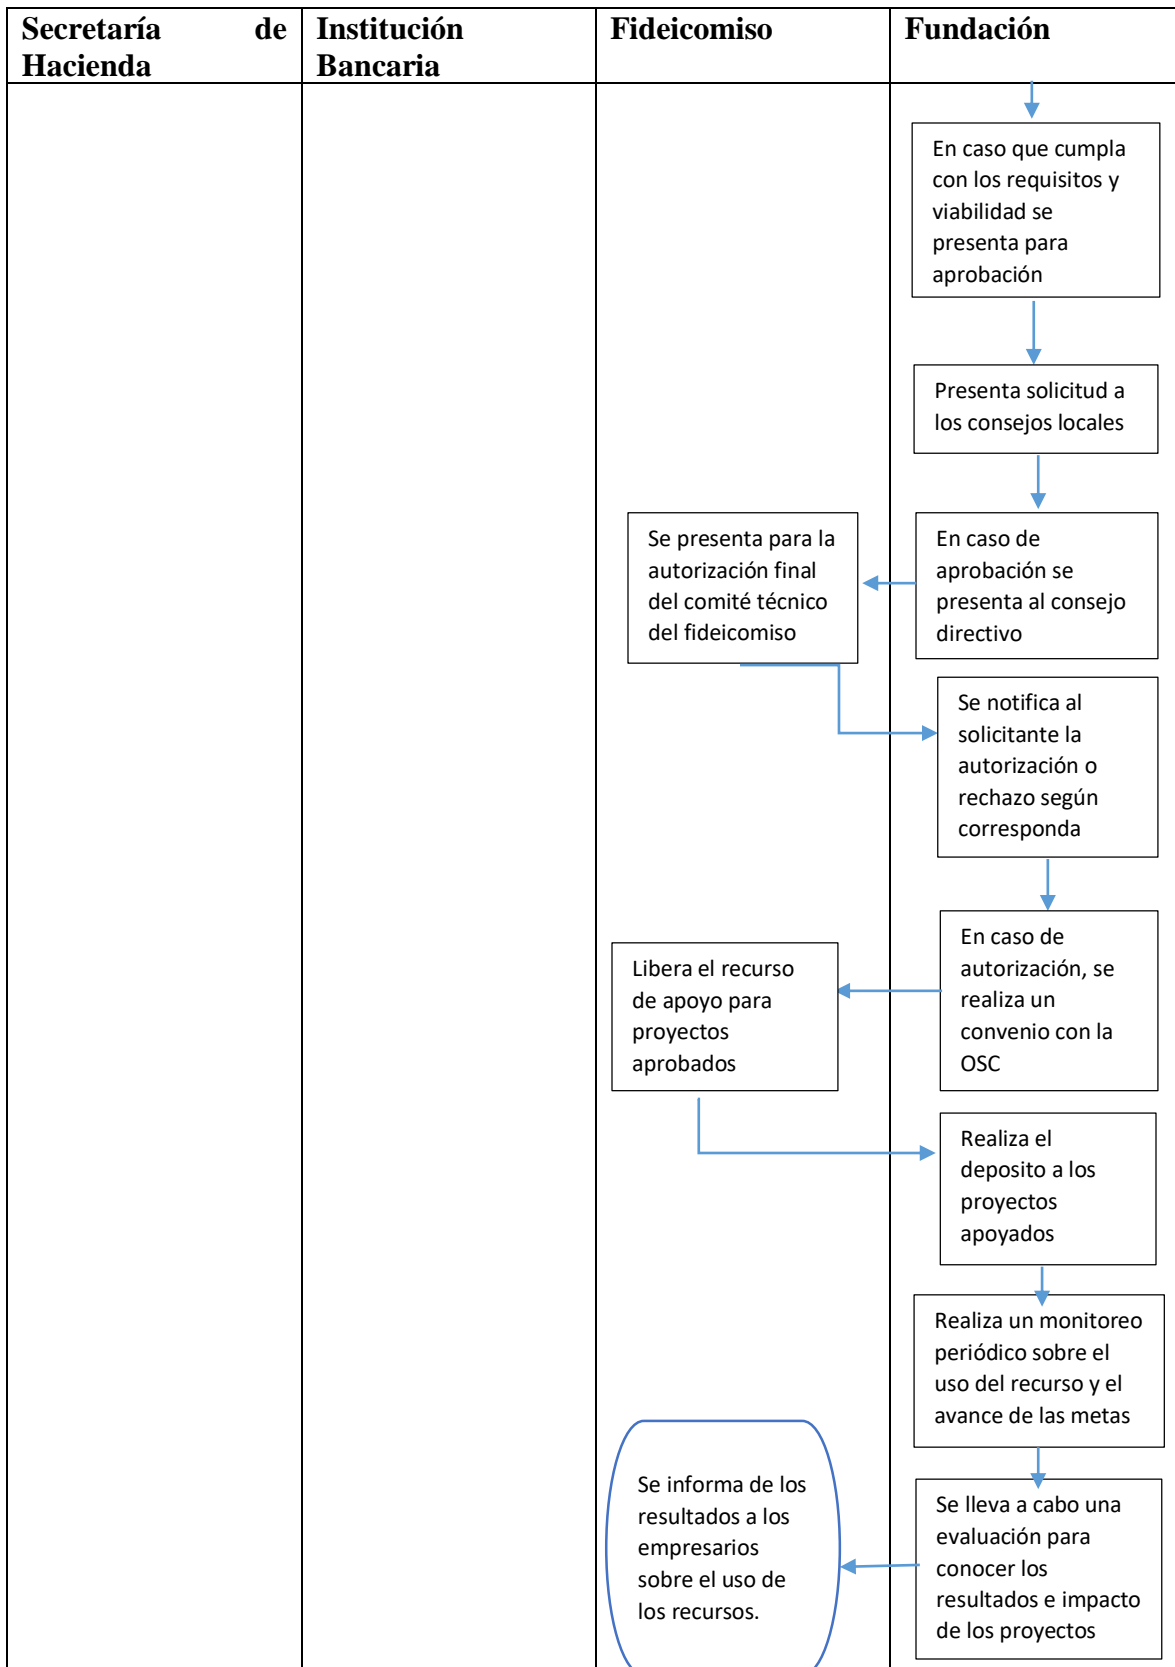 Secretaría de
Hacienda
Institución
Bancaria
Fideicomiso
Fundación
En caso que cumpla
con los requisitos y
viabilidad se
presenta para
aprobación
Presenta solicitud a
los consejos locales
En caso de
aprobación se
presenta al consejo
directivo
Se presenta para la
autorización final
del comité técnico
del fideicomiso
Se notifica al
solicitante la
autorización o
rechazo según
corresponda
En caso de
autorización, se
realiza un
convenio con la
OSC
Libera el recurso
de apoyo para
proyectos
aprobados
Realiza el
deposito a los
proyectos
apoyados
Realiza un monitoreo
periódico sobre el
uso del recurso y el
avance de las metas
Se lleva a cabo una
evaluación para
conocer los
resultados e impacto
de los proyectos
Se informa de los
resultados a los
empresarios
sobre el uso de
los recursos.